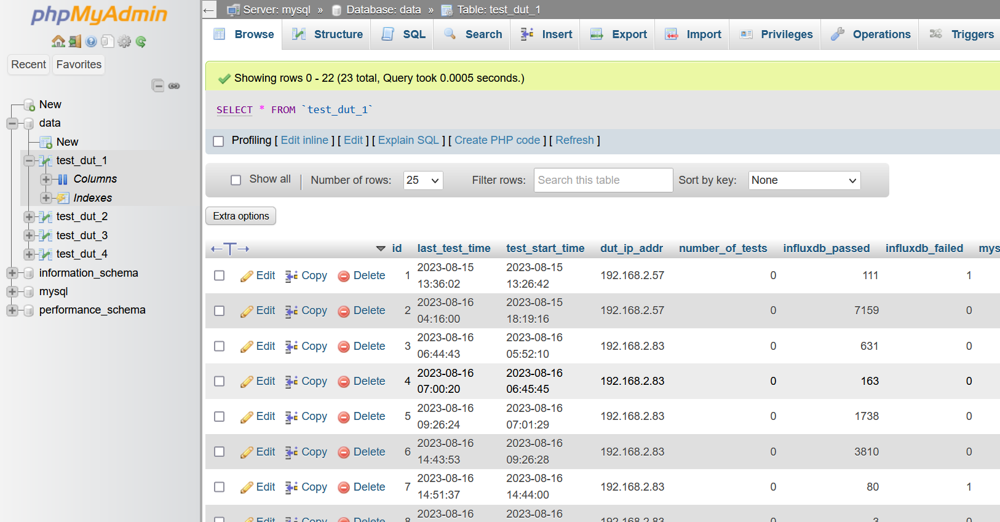 phpMyAdmin
Recent Favorites
New
data
New
test_dut_1
Columns
Indexes
test_dut_2
test_dut_3
test_dut_4
information_schema
mysql
performance_schema
Server: mysql » Database: data » Table: test_dut_1
Browse Structure SQL Search Insert Export Import Privileges Operations Triggers
Showing rows 0 - 22 (23 total, Query took 0.0005 seconds.)
SELECT * FROM `test_dut_1`
Profiling [ Edit inline ] [ Edit ] [ Explain SQL ] [ Create PHP code ] [ Refresh ]
Show all Number of rows: 25 Filter rows: Search this table Sort by key: None
Extra options
←T→ id last_test_time test_start_time dut_ip_addr number_of_tests influxdb_passed influxdb_failed mys
Edit Copy Delete 1 2023-08-15 13:36:02 2023-08-15 13:26:42 192.168.2.57 0 111 1
Edit Copy Delete 2 2023-08-16 04:16:00 2023-08-15 18:19:16 192.168.2.57 0 7159 0
Edit Copy Delete 3 2023-08-16 06:44:43 2023-08-16 05:52:10 192.168.2.83 0 631 0
Edit Copy Delete 4 2023-08-16 07:00:20 2023-08-16 06:45:45 192.168.2.83 0 163 0
Edit Copy Delete 5 2023-08-16 09:26:24 2023-08-16 07:01:29 192.168.2.83 0 1738 0
Edit Copy Delete 6 2023-08-16 14:43:53 2023-08-16 09:26:28 192.168.2.83 0 3810 0
Edit Copy Delete 7 2023-08-16 14:51:37 2023-08-16 14:44:00 192.168.2.83 0 80 1
Edit Copy Delete 8 2023-08-16 2023-08-16 192.168.2.83 0 3 0